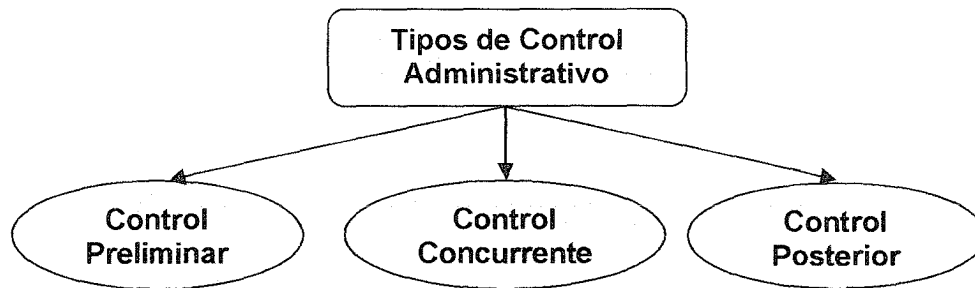 Tipos de Control
Administrativo
Control
Preliminar
Control
Concurrente
Control
Posterior